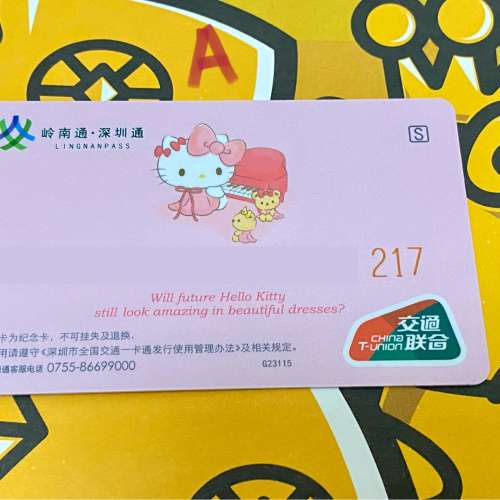 A
岭南通·深圳通
LINGNANPASS
S
217
Will future Hello Kitty
still look amazing in beautiful dresses?
交通
联合
CHINA
T-UNION
卡为纪念卡，不可挂失及退换。
用请遵守《深圳市全国交通一卡通发行使用管理办法》及相关规定。
通客服电话 0755-86699000
G23115